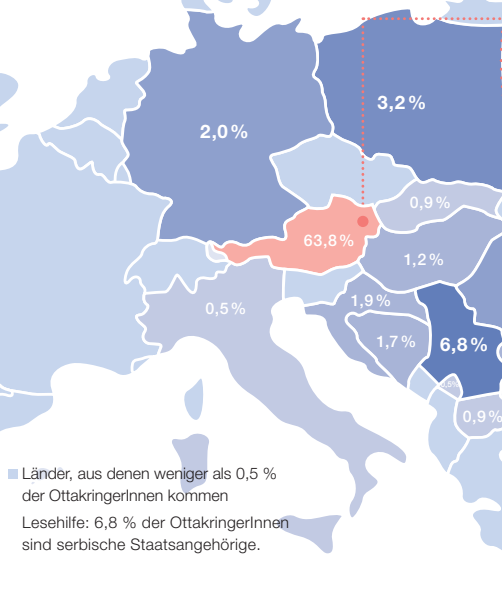 3,2 %
2,0 %
0,9 %
63,8 %
1,2 %
1,9 %
0,5 %
1,7 %
6,8 %
0,5%
0,9 %
Länder, aus denen weniger als 0,5 %
der OttakringerInnen kommen
Lesehilfe: 6,8 % der OttakringerInnen
sind serbische Staatsangehörige.